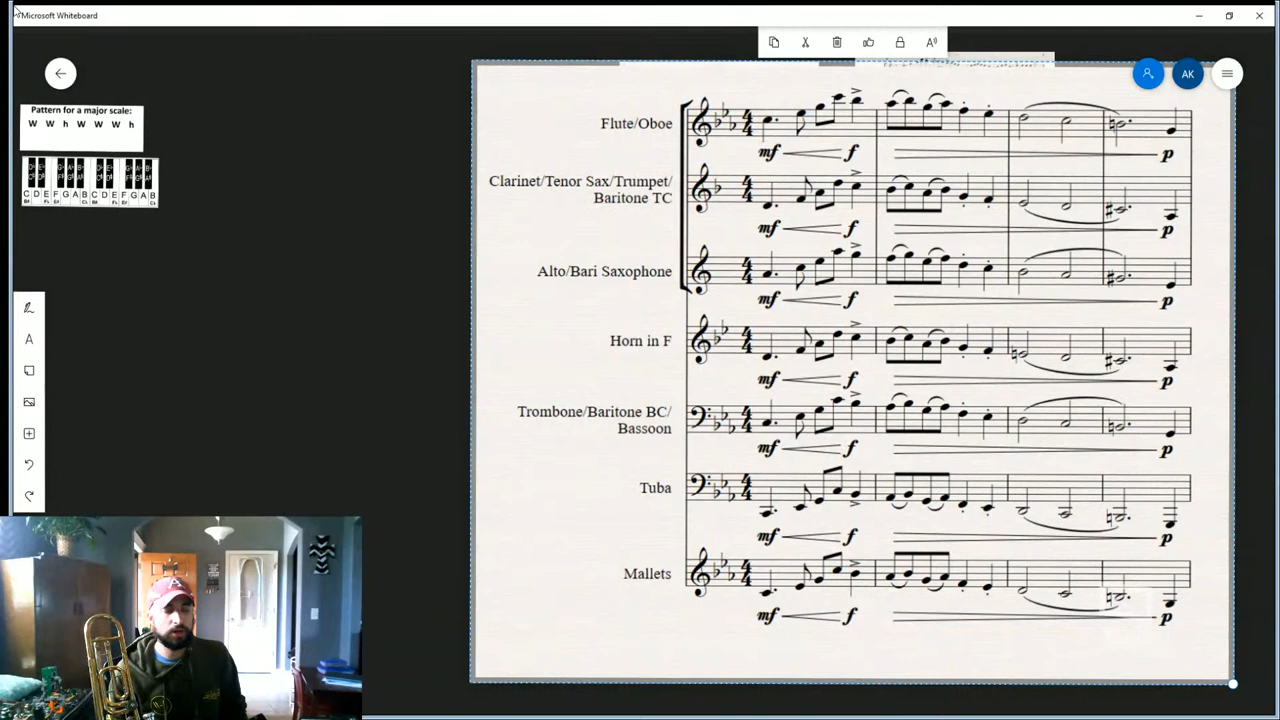 Microsoft Whiteboard
AK
Pattern for a major scale:
W W h W W W h
C D E F G A B C D E F G A B
Flute/Oboe
mf f p
Clarinet/Tenor Sax/Trumpet/
Baritone TC
mf f p
Alto/Bari Saxophone
mf f p
Horn in F
mf f p
Trombone/Baritone BC/
Bassoon
mf f p
Tuba
mf f p
Mallets
mf f p